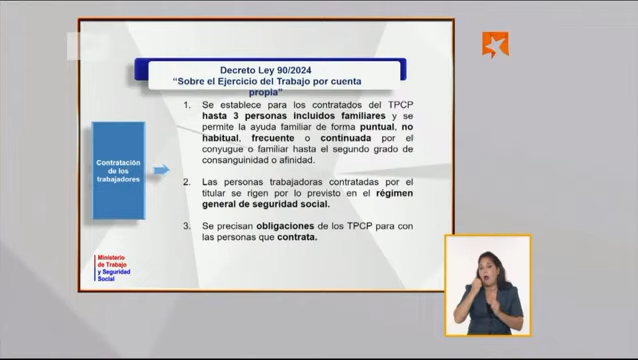 Decreto Ley 90/2024
“Sobre el Ejercicio del Trabajo por cuenta
propia”
Contratación
de los
trabajadores
1. Se establece para los contratados del TPCP
hasta 3 personas incluidos familiares y se
permite la ayuda familiar de forma puntual, no
habitual, frecuente o continuada por el
conyugue o familiar hasta el segundo grado de
consanguinidad o afinidad.
2. Las personas trabajadoras contratadas por el
titular se rigen por lo previsto en el régimen
general de seguridad social.
3. Se precisan obligaciones de los TPCP para con
las personas que contrata.
Ministerio
de Trabajo
y Seguridad
Social